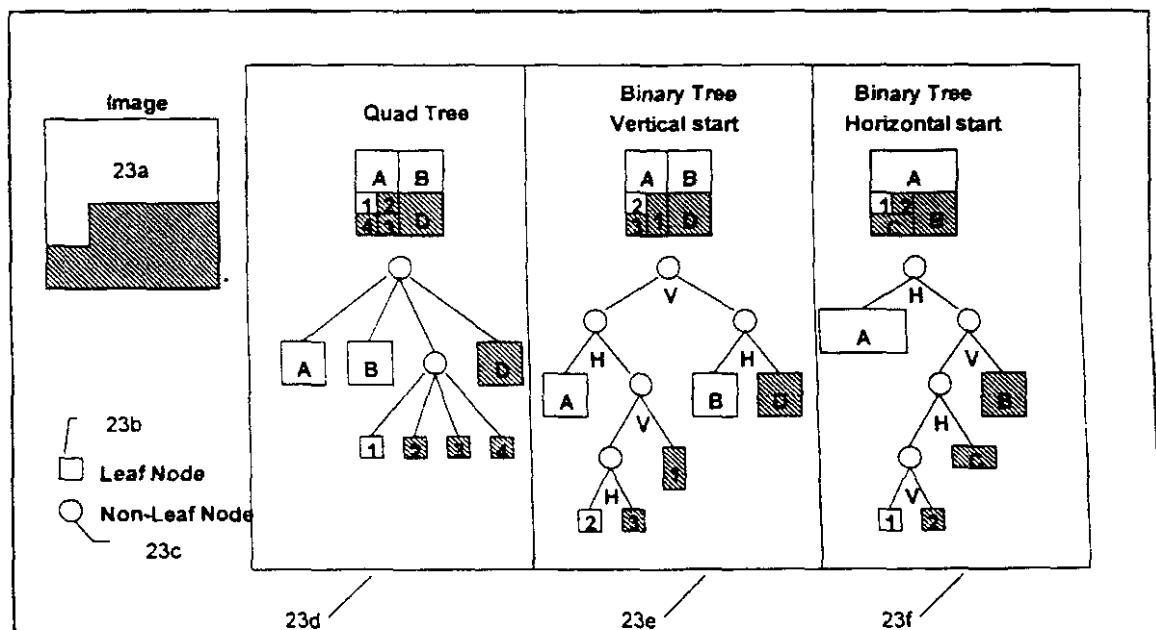 Image
23a
23b
Leaf Node
Non-Leaf Node
23c
Quad Tree
A B
1 2
4 3 D
A B D
1 2 3 4
23d
Binary Tree
Vertical start
A B
2
3 1 D
V
H H
A B D
V
1
H
2 3
23e
Binary Tree
Horizontal start
A
1 2
C B
H
A
V
B
H
C
V
1 2
23f